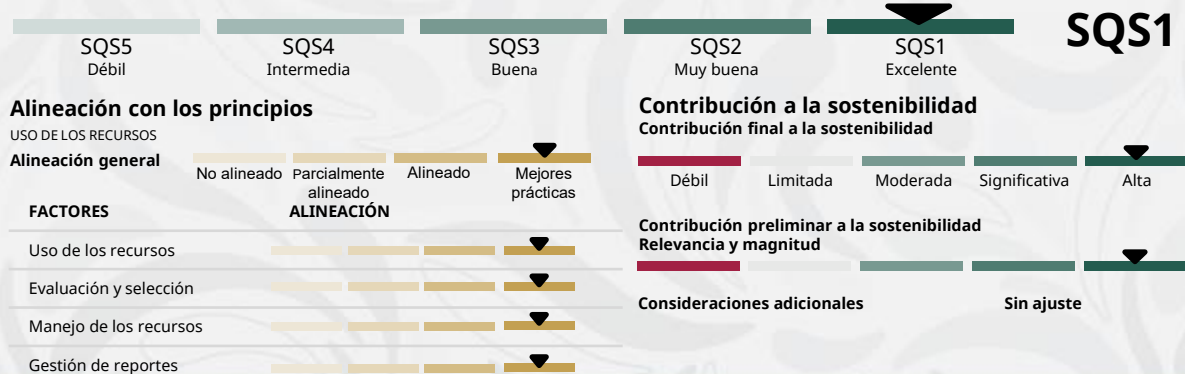 SQS1
SQS5
SQS4
SQS3
SQS2
SQS1
Débil
Intermedia
Buena
Muy buena
Excelente
Alineación con los principios
USO DE LOS RECURSOS
Alineación general
No alineado
Parcialmente
alineado
Alineado
Mejores
prácticas
FACTORES
ALINEACIÓN
Uso de los recursos
Evaluación y selección
Manejo de los recursos
Gestión de reportes
Contribución a la sostenibilidad
Contribución final a la sostenibilidad
Débil
Limitada
Moderada
Significativa
Alta
Contribución preliminar a la sostenibilidad
Relevancia y magnitud
Consideraciones adicionales
Sin ajuste